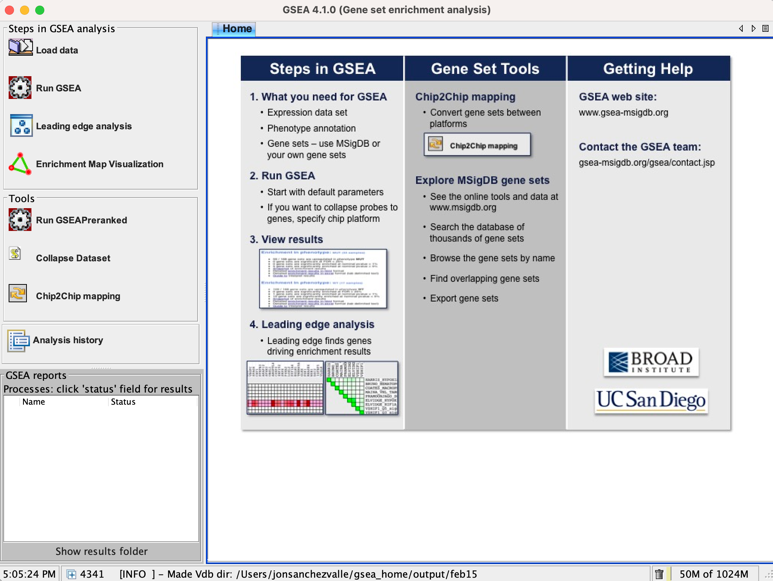 GSEA 4.1.0 (Gene set enrichment analysis)
Steps in GSEA analysis
Load data
Run GSEA
Leading edge analysis
Enrichment Map Visualization
Tools
Run GSEAPreranked
Collapse Dataset
Chip2Chip mapping
Analysis history
GSEA reports
Processes: click 'status' field for results
Name Status
Show results folder
Home
Steps in GSEA
1. What you need for GSEA
• Expression data set
• Phenotype annotation
• Gene sets – use MSigDB or
your own gene sets
2. Run GSEA
• Start with default parameters
• If you want to collapse probes to
genes, specify chip platform
3. View results
4. Leading edge analysis
• Leading edge finds genes
driving enrichment results
Gene Set Tools
Chip2Chip mapping
• Convert gene sets between
platforms
Chip2Chip mapping
Explore MSigDB gene sets
• See the online tools and data at
www.msigdb.org
• Search the database of
thousands of gene sets
• Browse the gene sets by name
• Find overlapping gene sets
• Export gene sets
Getting Help
GSEA web site:
www.gsea-msigdb.org
Contact the GSEA team:
gsea-msigdb.org/gsea/contact.jsp
BROAD
INSTITUTE
UC San Diego
5:05:24 PM 4341 [INFO ] - Made Vdb dir: /Users/jonsanchezvalle/gsea_home/output/feb15 50M of 1024M